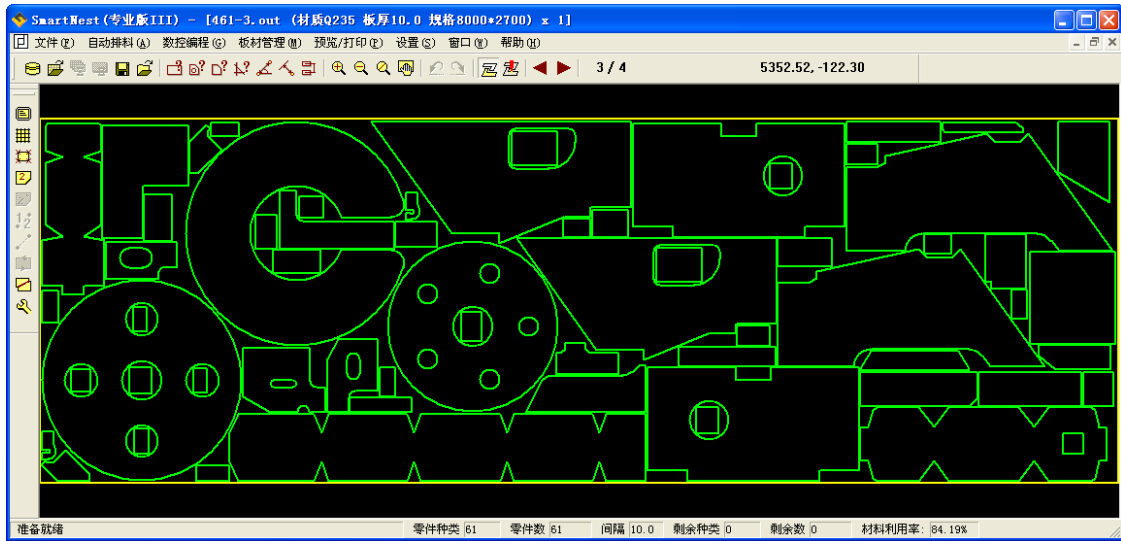 SmartNest(专业版III) - [461-3.out (材质Q235 板厚10.0 规格8000*2700) x 1]
文件(F) 自动排料(A) 数控编程(G) 板材管理(M) 预览/打印(P) 设置(S) 窗口(W) 帮助(H)
3 / 4 5352.52, -122.30
准备就绪 零件种类 61 零件数 61 间隔 10.0 剩余种类 0 剩余数 0 材料利用率: 84.19%